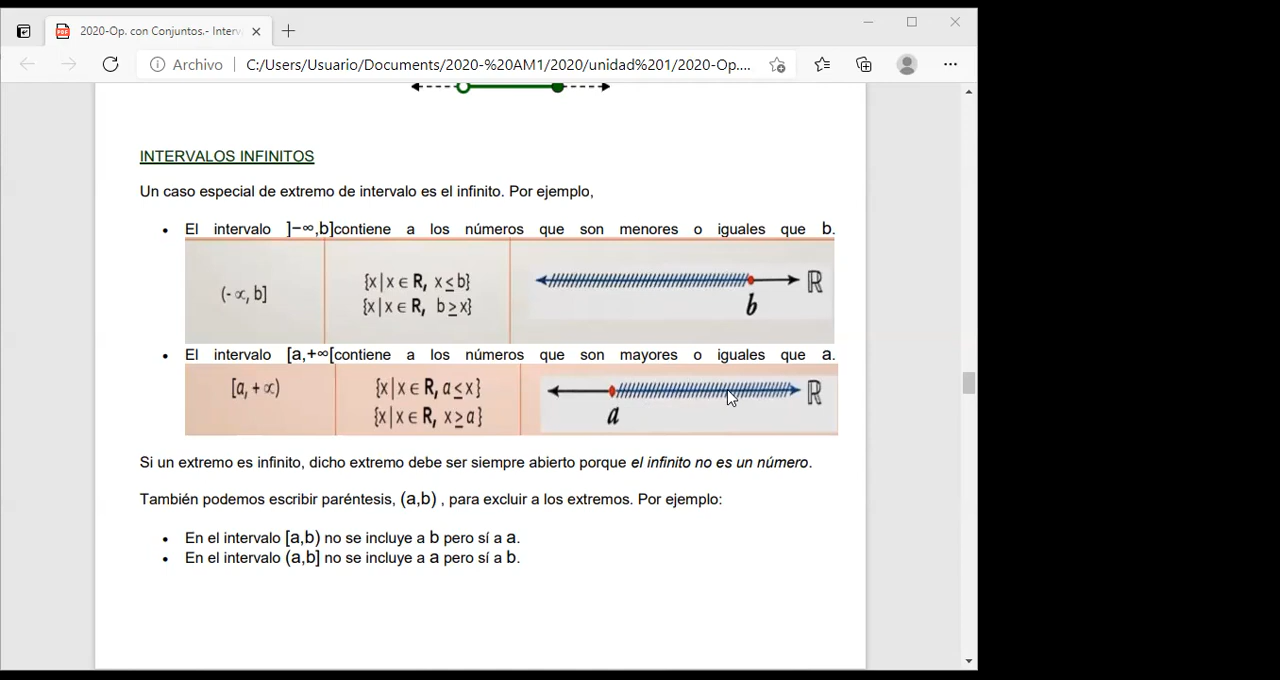 2020-Op. con Conjuntos.- Interv
Archivo
C:/Users/Usuario/Documents/2020-%20AM1/2020/unidad%201/2020-Op....
INTERVALOS INFINITOS
Un caso especial de extremo de intervalo es el infinito. Por ejemplo,
• El intervalo ]−∞,b]contiene a los números que son menores o iguales que b.
(- ∝, b]
{x|x ∈ R, x ≤ b}
{x|x ∈ R, b ≥ x}
b
ℝ
• El intervalo [a,+∞[contiene a los números que son mayores o iguales que a.
[a, + ∝)
{x|x ∈ R, a ≤ x}
{x|x ∈ R, x ≥ a}
a
ℝ
Si un extremo es infinito, dicho extremo debe ser siempre abierto porque el infinito no es un número.
También podemos escribir paréntesis, (a,b) , para excluir a los extremos. Por ejemplo:
• En el intervalo [a,b) no se incluye a b pero sí a a.
• En el intervalo (a,b] no se incluye a a pero sí a b.